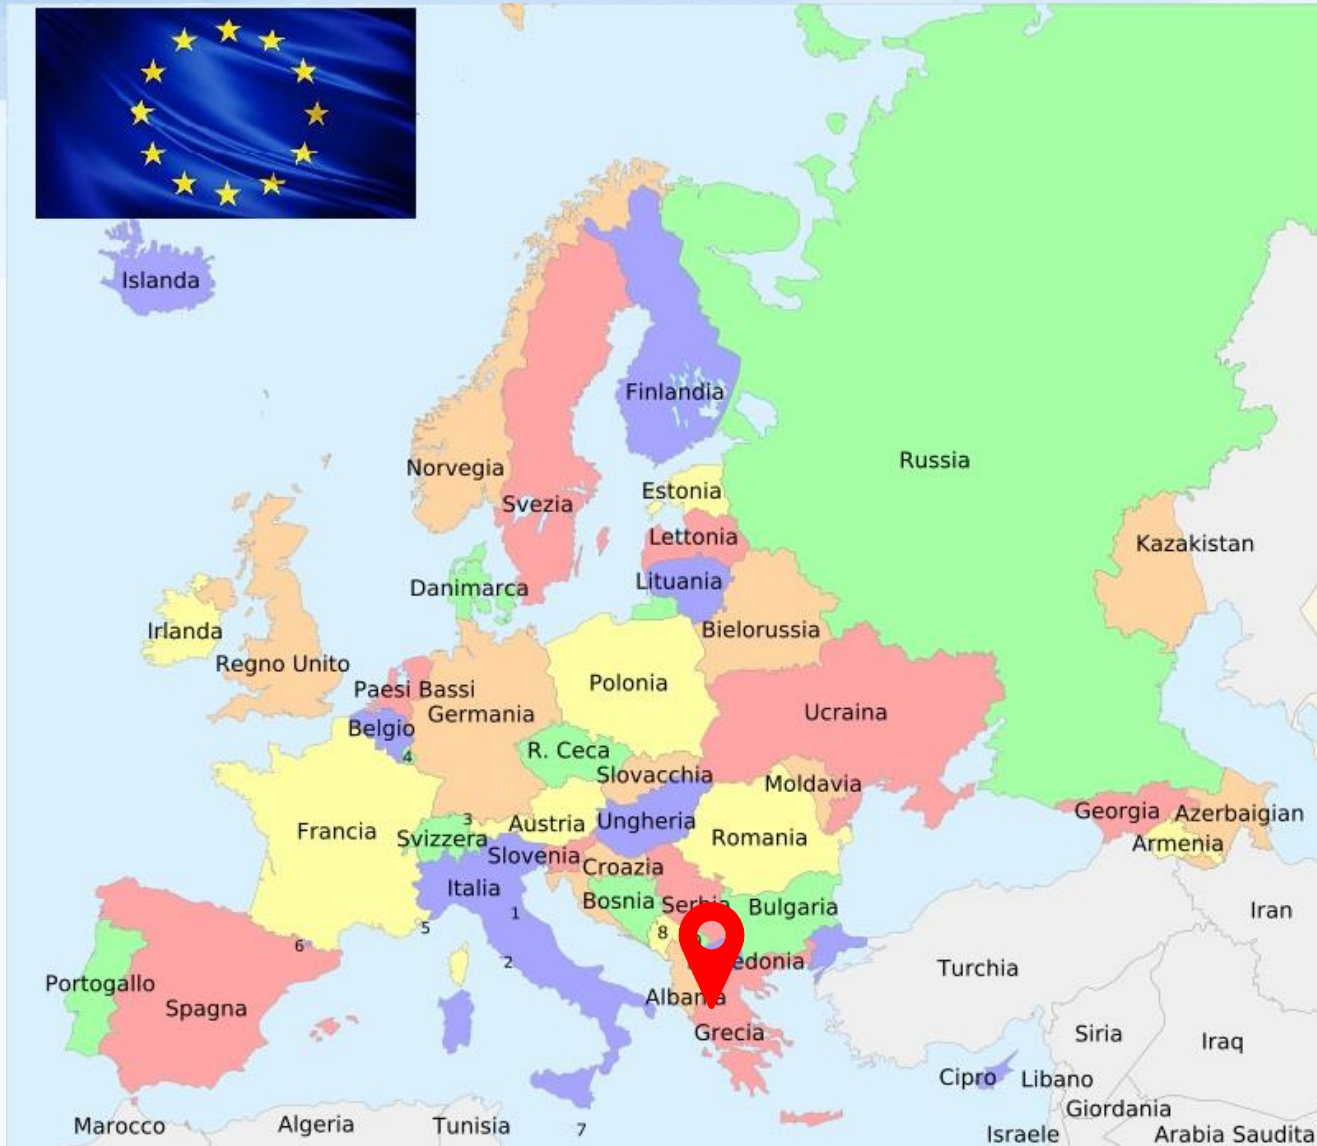 Islanda
Finlandia
Norvegia
Russia
Svezia
Estonia
Lettonia
Kazakistan
Lituania
Danimarca
Irlanda
Bielorussia
Regno Unito
Paesi Bassi
Polonia
Germania
Ucraina
Belgio
R. Ceca
4
Slovacchia
Moldavia
Georgia
Azerbaigian
3
Francia
Austria
Ungheria
Romania
Svizzera
Armenia
Slovenia
Croazia
Italia
Bosnia
Serbia
Bulgaria
1
Iran
5
8
6
2
Turchia
Portogallo
Albania
Spagna
Grecia
Siria
Iraq
Cipro
Libano
Giordania
Marocco
Algeria
Tunisia
7
Israele
Arabia Saudita